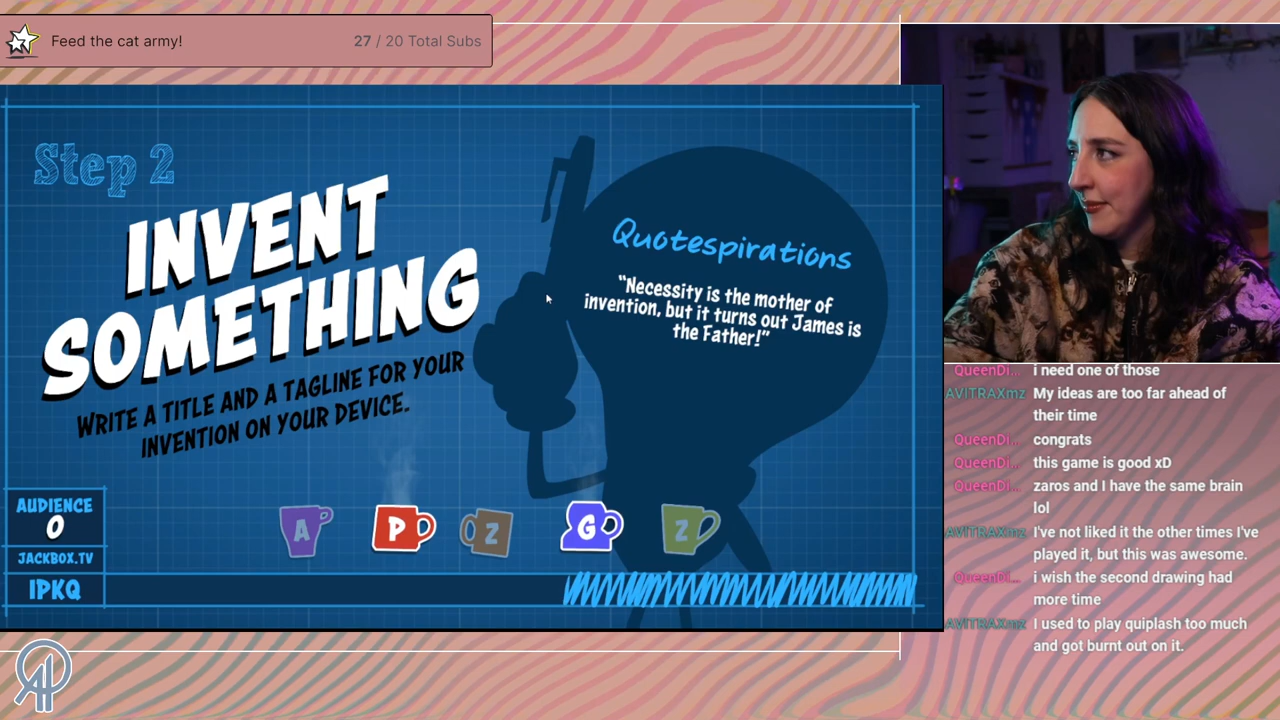 Feed the cat army!
27 / 20 Total Subs
Step 2
INVENT
SOMETHING
WRITE A TITLE AND A TAGLINE FOR YOUR
INVENTION ON YOUR DEVICE.
Quotespirations
"Necessity is the mother of
invention, but it turns out James is
the Father!"
A
P
Z
G
Z
AUDIENCE
0
JACKBOX.TV
IPKQ
QueenDi... i need one of those
AVITRAXmz My ideas are too far ahead of
their time
QueenDi... congrats
QueenDi... this game is good xD
QueenDi... zaros and I have the same brain
lol
AVITRAXmz I've not liked it the other times I've
played it, but this was awesome.
QueenDi... i wish the second drawing had
more time
AVITRAXmz I used to play quiplash too much
and got burnt out on it.